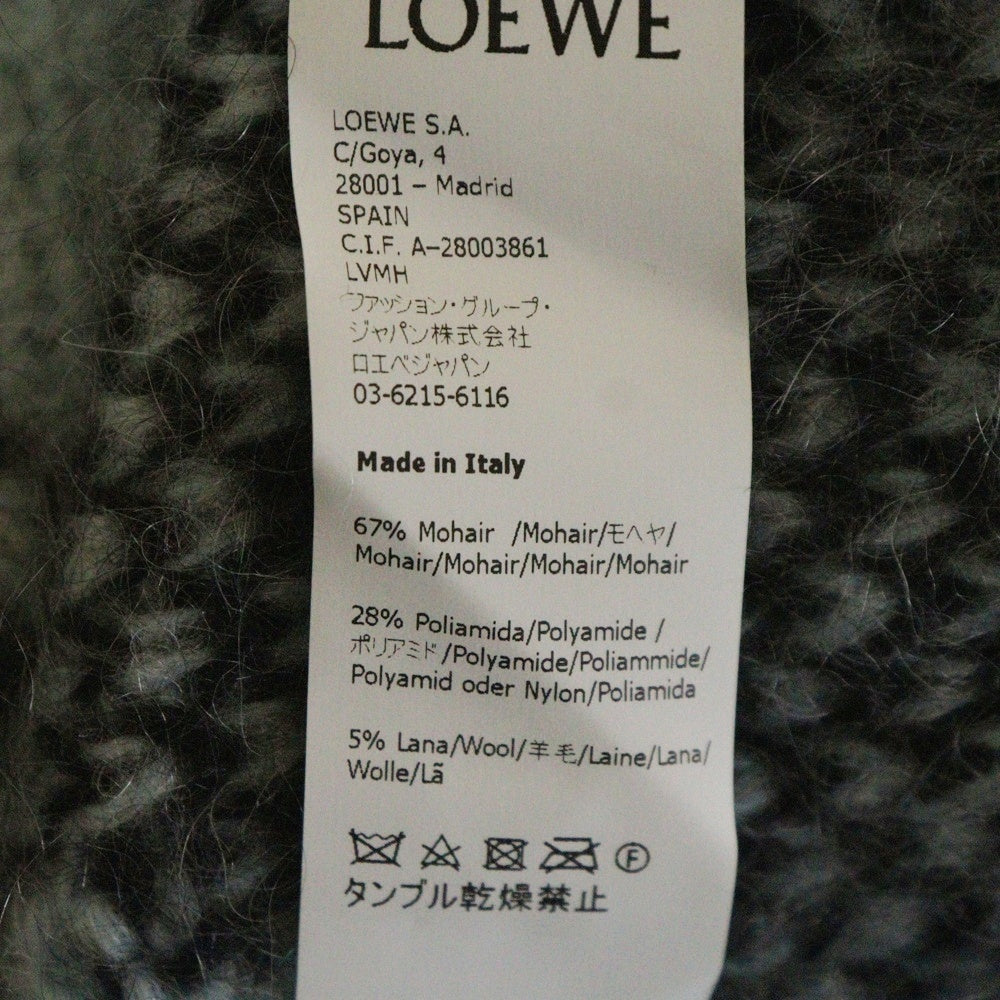 LOEWE
LOEWE S.A.
C/Goya, 4
28001 – Madrid
SPAIN
C.I.F. A–28003861
LVMH
ファッション・グループ・
ジャパン株式会社
ロエベジャパン
03-6215-6116
Made in Italy
67% Mohair /Mohair/モヘヤ/
Mohair/Mohair/Mohair/Mohair
28% Poliamida/Polyamide /
ポリアミド/Polyamide/Poliammide/
Polyamid oder Nylon/Poliamida
5% Lana/Wool/羊毛/Laine/Lana/
Wolle/Lã
F
タンブル乾燥禁止